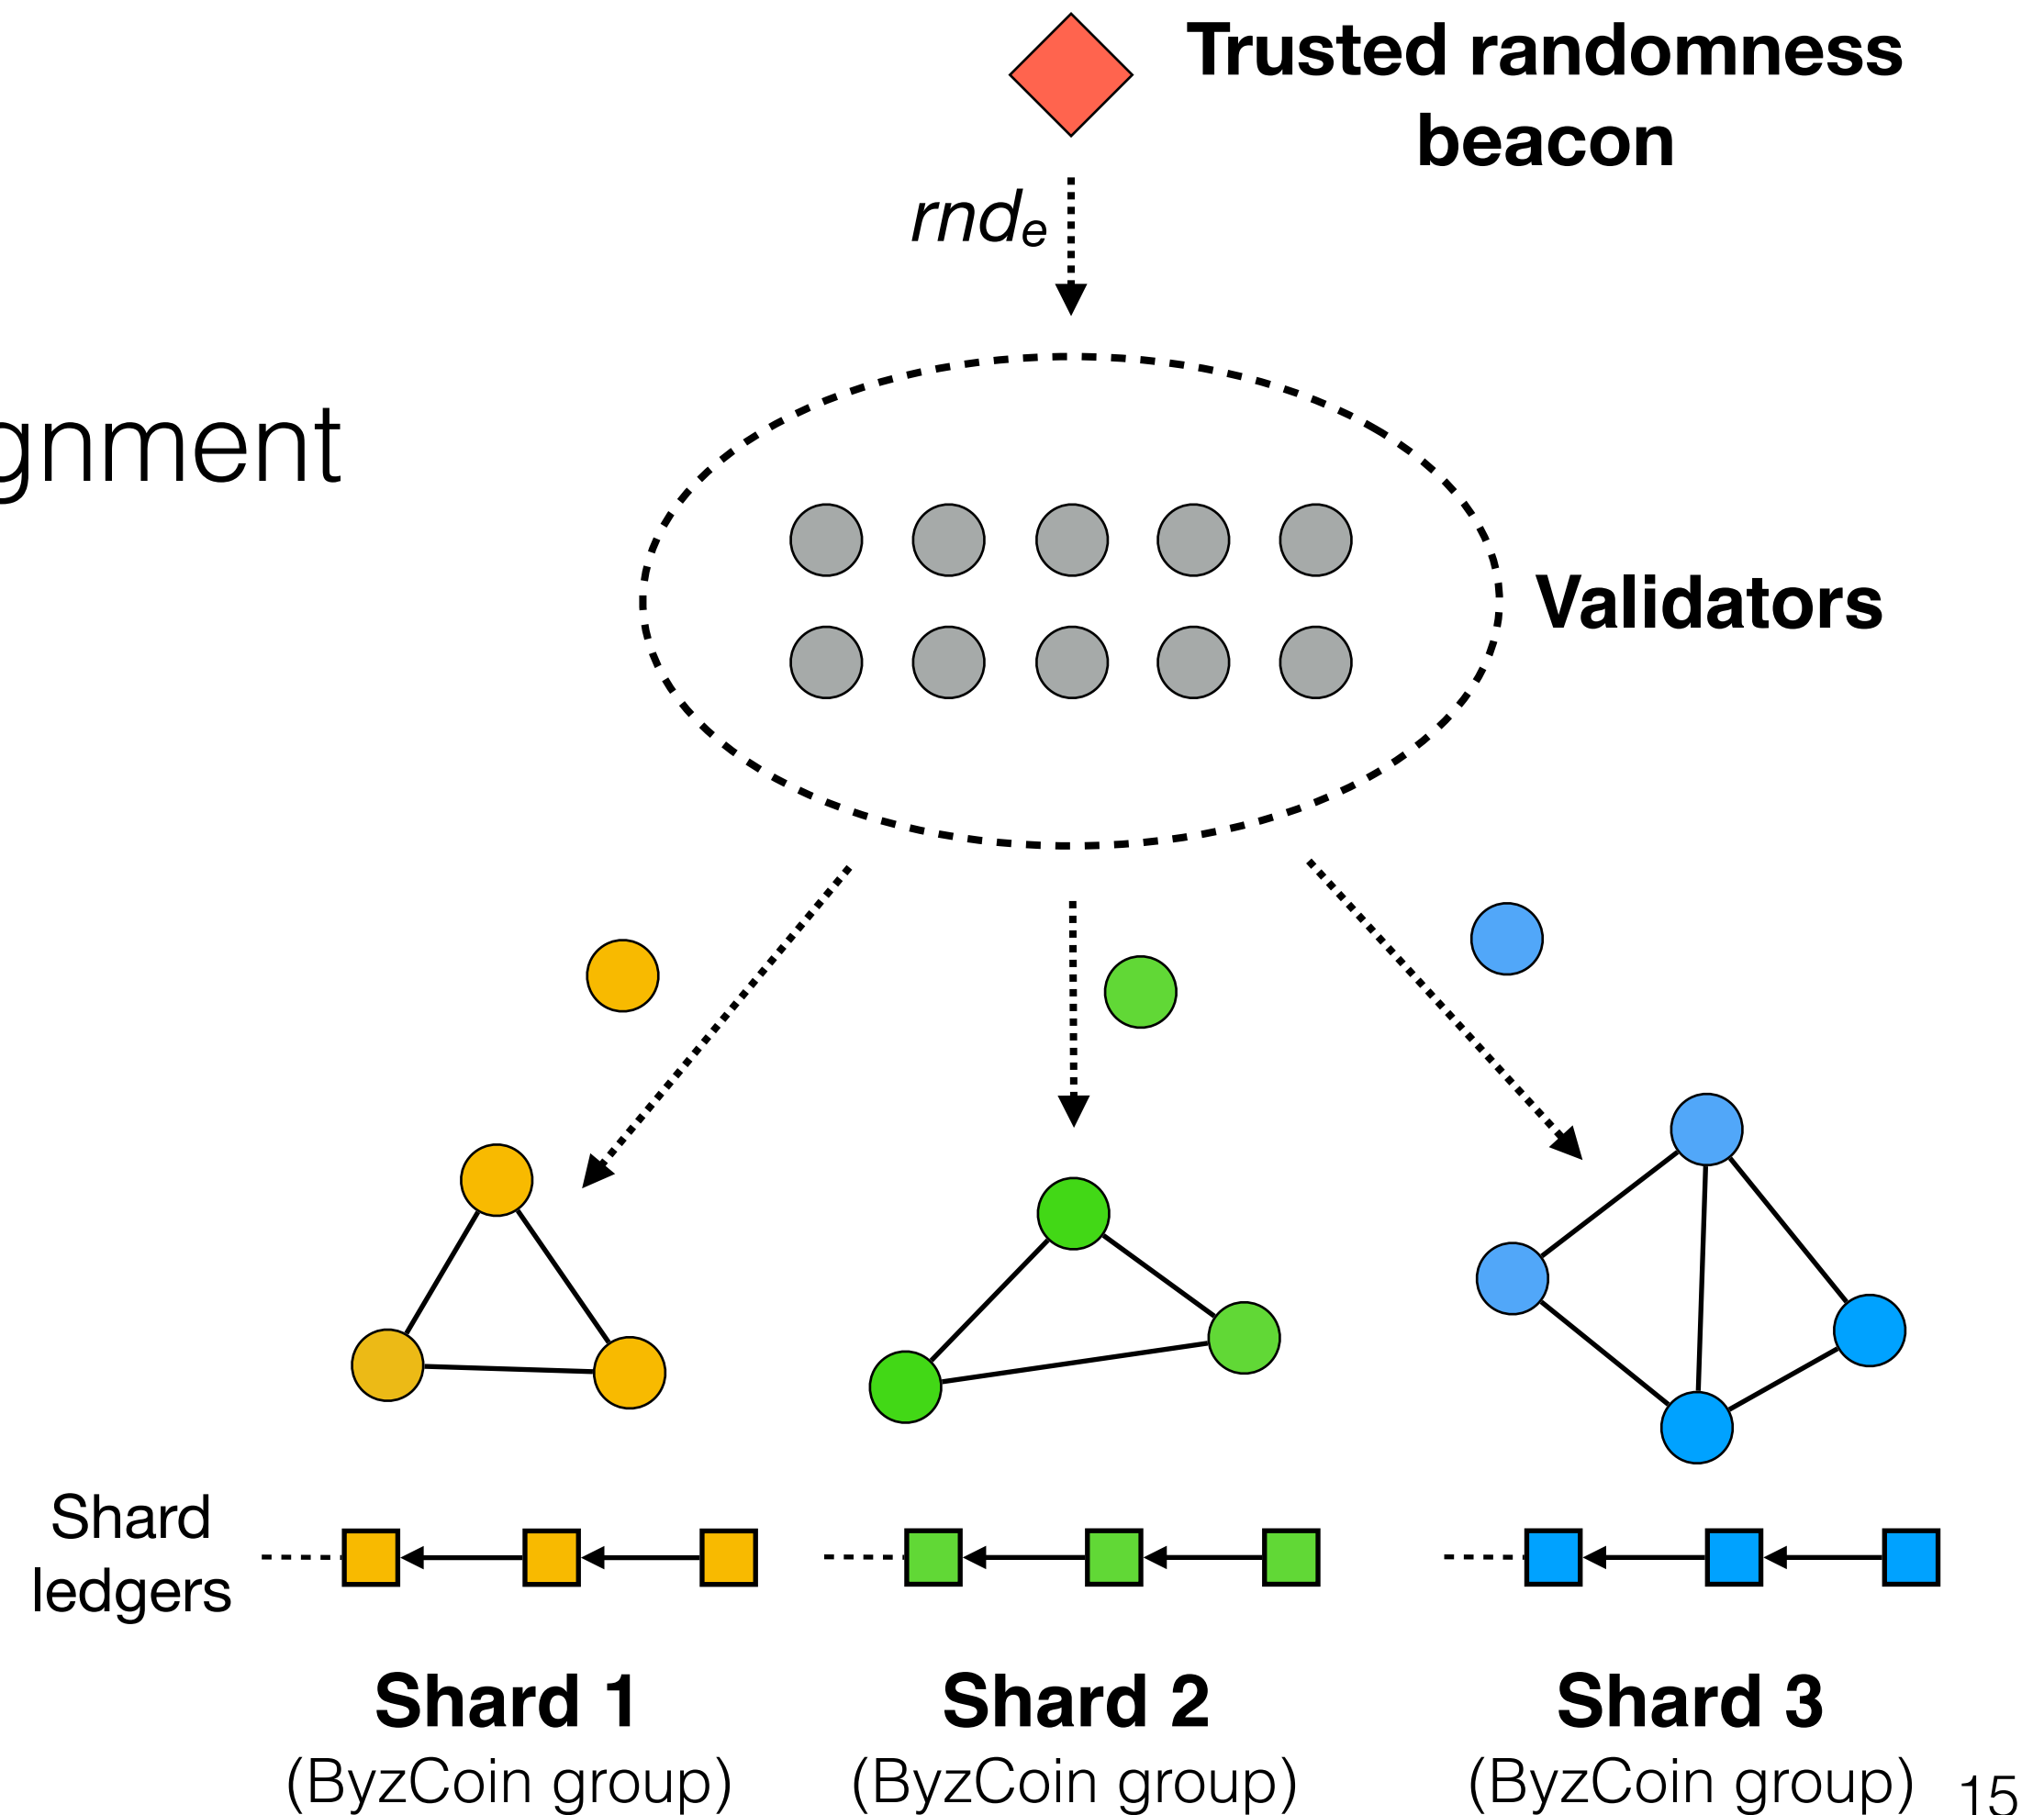 Trusted randomness
beacon
rnde
gnment
Validators
Shard
ledgers
Shard 1
(ByzCoin group)
Shard 2
(ByzCoin group)
Shard 3
(ByzCoin group)
15